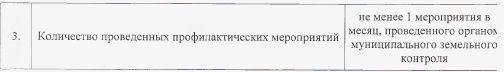 не менее 1 мероприятия в
3. Количество проведенных профилактических мероприятий месяц, проведенного органом
муниципального земельного
контроля